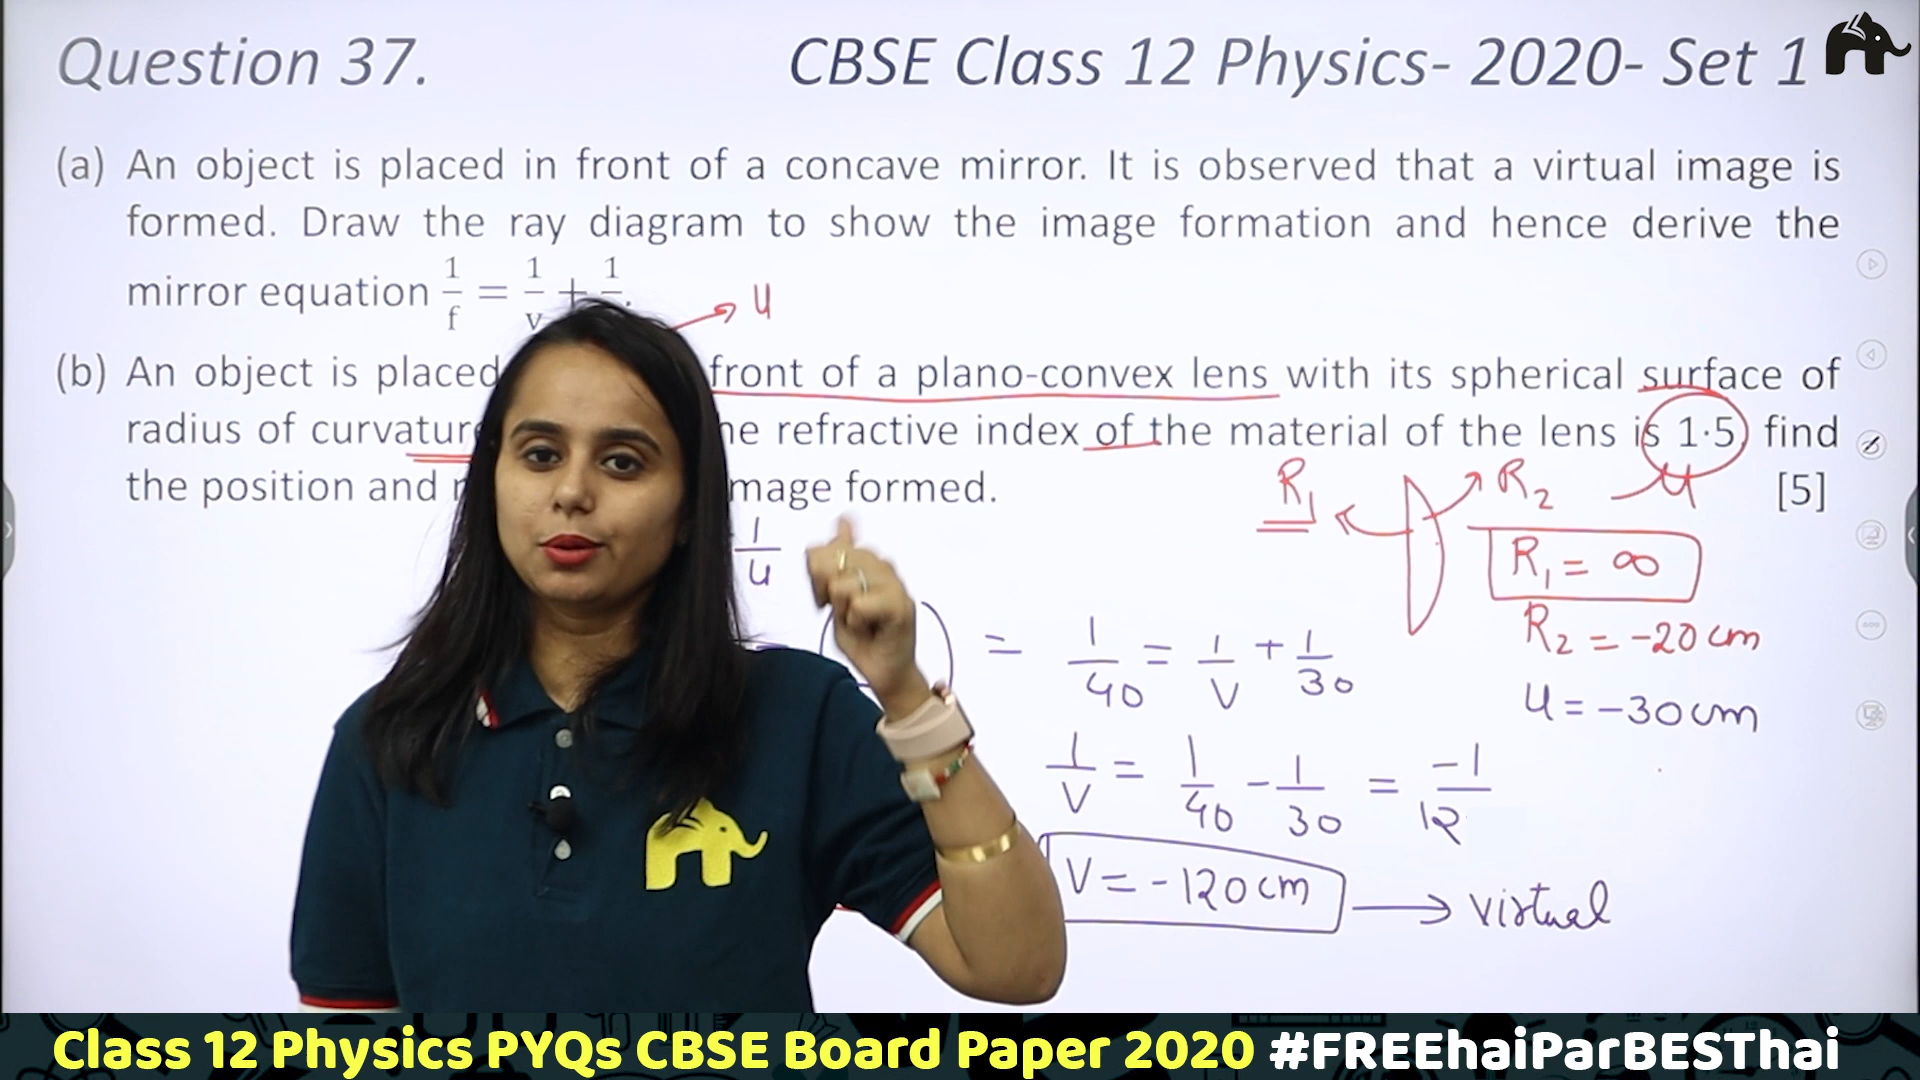 Question 37. CBSE Class 12 Physics- 2020- Set 1
(a) An object is placed in front of a concave mirror. It is observed that a virtual image is
formed. Draw the ray diagram to show the image formation and hence derive the
mirror equation 1/f = 1/v + 1
u
(b) An object is placed front of a plano-convex lens with its spherical surface of
radius of curvature refractive index of the material of the lens is 1·5, find
the position and formed. [5]
R₁ R₂ μ
1/u
R₁ = ∞
R₂ = -20 cm
= 1/40 = 1/V + 1/30
u = -30 cm
1/V = 1/40 - 1/30 = -1/12
V = -120 cm → virtual
Class 12 Physics PYQs CBSE Board Paper 2020 #FREEhaiParBESThai